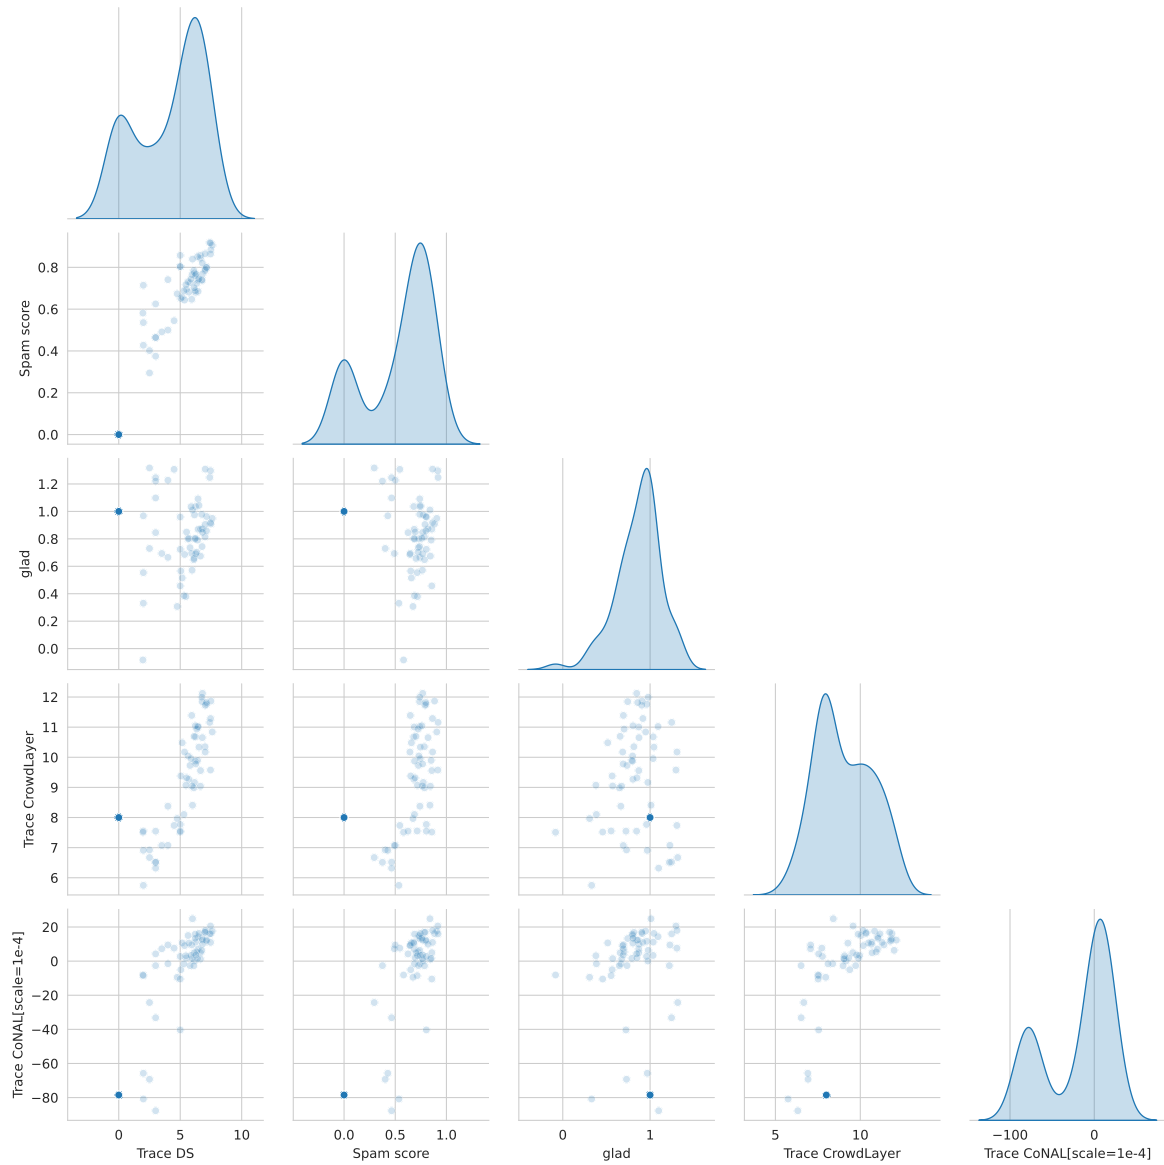 0.8
0.6
0.4
0.2
0.0
Spam score
1.2
1.0
0.8
0.6
0.4
0.2
0.0
glad
12
11
10
9
8
7
6
Trace CrowdLayer
20
0
−20
−40
−60
−80
Trace CoNAL[scale=1e-4]
0 5 10
0.0 0.5 1.0
0 1
5 10
−100 0
Trace DS
Spam score
glad
Trace CrowdLayer
Trace CoNAL[scale=1e-4]